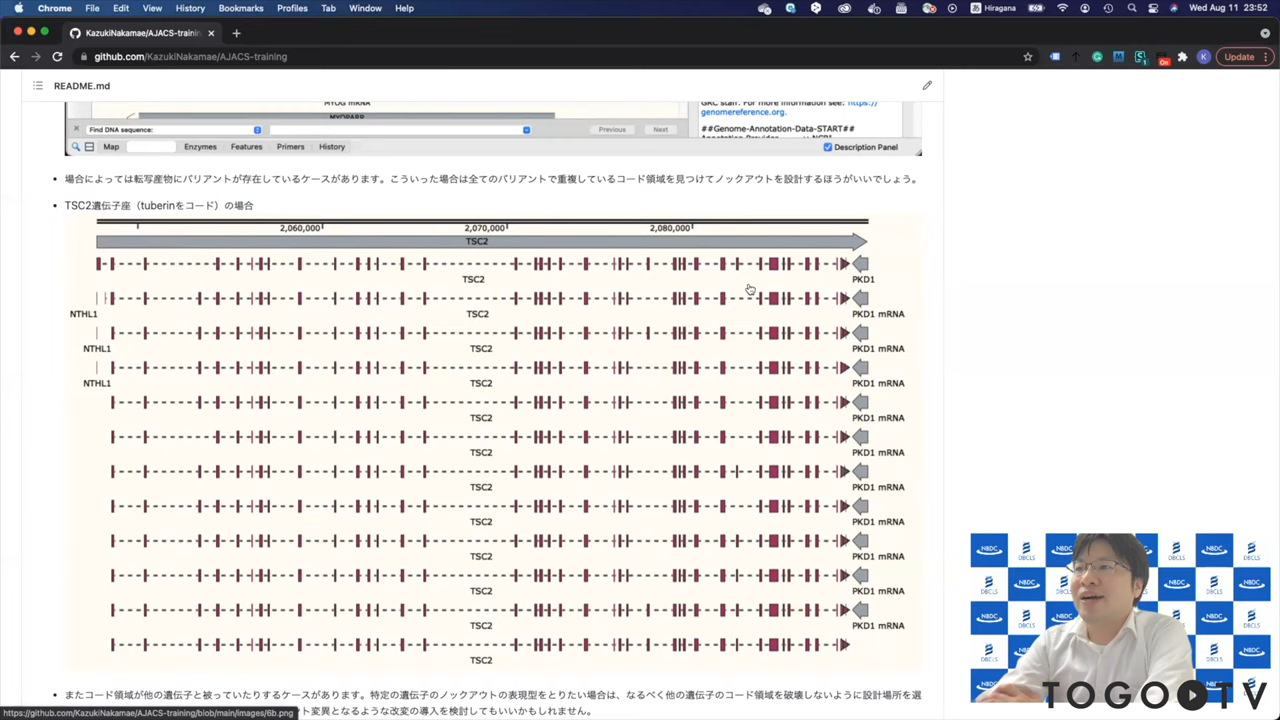 Chrome File Edit View History Bookmarks Profiles Tab Window Help Hiragana Wed Aug 11 23:52
KazukiNakamae/AJACS-trainin
github.com/KazukiNakamae/AJACS-training
Update
README.md
MYOG mRNA
GRC staff. For more information see: https://
genomereference.org.
##Genome-Annotation-Data-START##
Find DNA sequence: Previous Next
Map Enzymes Features Primers History Description Panel
場合によっては転写産物にバリアントが存在しているケースがあります。こういった場合は全てのバリアントで重複しているコード領域を見つけてノックアウトを設計するほうがいいでしょう。
TSC2遺伝子座（tuberinをコード）の場合
2,060,000 2,070,000 2,080,000
TSC2
TSC2 PKD1
NTHL1 TSC2 PKD1 mRNA
NTHL1 TSC2 PKD1 mRNA
NTHL1 TSC2 PKD1 mRNA
TSC2 PKD1 mRNA
TSC2 PKD1 mRNA
TSC2 PKD1 mRNA
TSC2 PKD1 mRNA
TSC2 PKD1 mRNA
TSC2 PKD1 mRNA
TSC2 PKD1 mRNA
TSC2
またコード領域が他の遺伝子と被っていたりするケースがあります。特定の遺伝子のノックアウトの表現型をとりたい場合は、なるべく他の遺伝子のコード領域を破壊しないように設計場所を選
ト変異となるような改変の導入を検討してもいいかもしれません。
https://github.com/KazukiNakamae/AJACS-training/blob/main/images/6b.png
NBDC DBCLS
TOGO TV